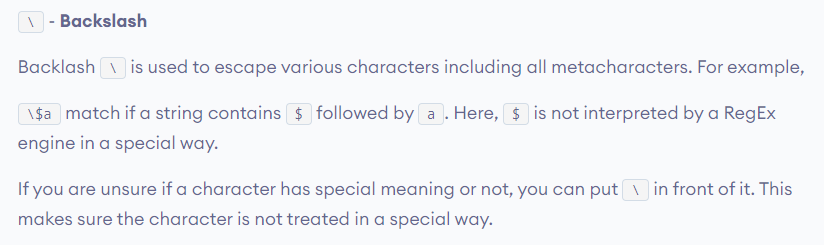 \ - Backslash
Backlash \ is used to escape various characters including all metacharacters. For example,
\$a match if a string contains $ followed by a . Here, $ is not interpreted by a RegEx
engine in a special way.
If you are unsure if a character has special meaning or not, you can put \ in front of it. This
makes sure the character is not treated in a special way.